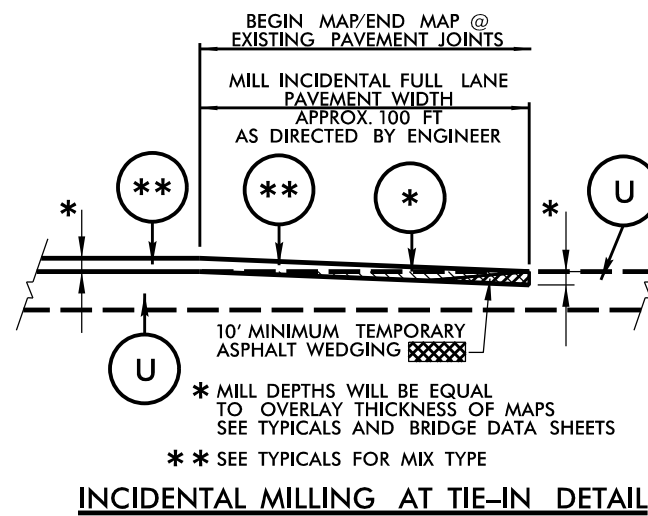 BEGIN MAP/END MAP @
EXISTING PAVEMENT JOINTS
MILL INCIDENTAL FULL LANE
PAVEMENT WIDTH
APPROX. 100 FT
AS DIRECTED BY ENGINEER
* ** ** * * U
U
10' MINIMUM TEMPORARY
ASPHALT WEDGING
* MILL DEPTHS WILL BE EQUAL
TO OVERLAY THICKNESS OF MAPS
SEE TYPICALS AND BRIDGE DATA SHEETS
* * SEE TYPICALS FOR MIX TYPE
INCIDENTAL MILLING AT TIE-IN DETAIL